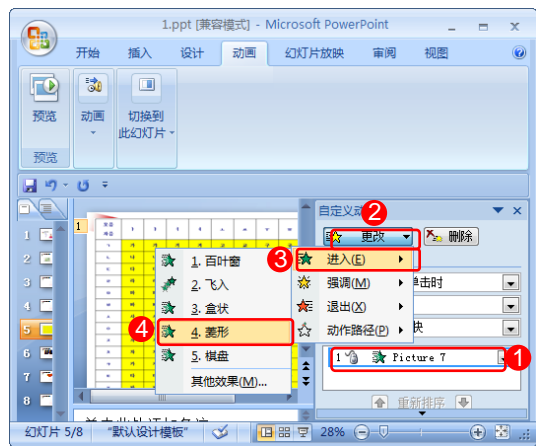 1.ppt [兼容模式] - Microsoft PowerPoint
开始 插入 设计 动画 幻灯片放映 审阅 视图
预览 动画 切换到此幻灯片
预览
自定义动
2
更改 删除
3
进入(E)
强调(M) 击时
退出(X)
动作路径(P) 快
1. 百叶窗
2. 飞入
3. 盒状
4
4. 菱形
5. 棋盘
其他效果(M)...
1 Picture 7
1
重新排序
1
1
2
3
4
5
6
7
8
幻灯片 5/8 "默认设计模板" 28%